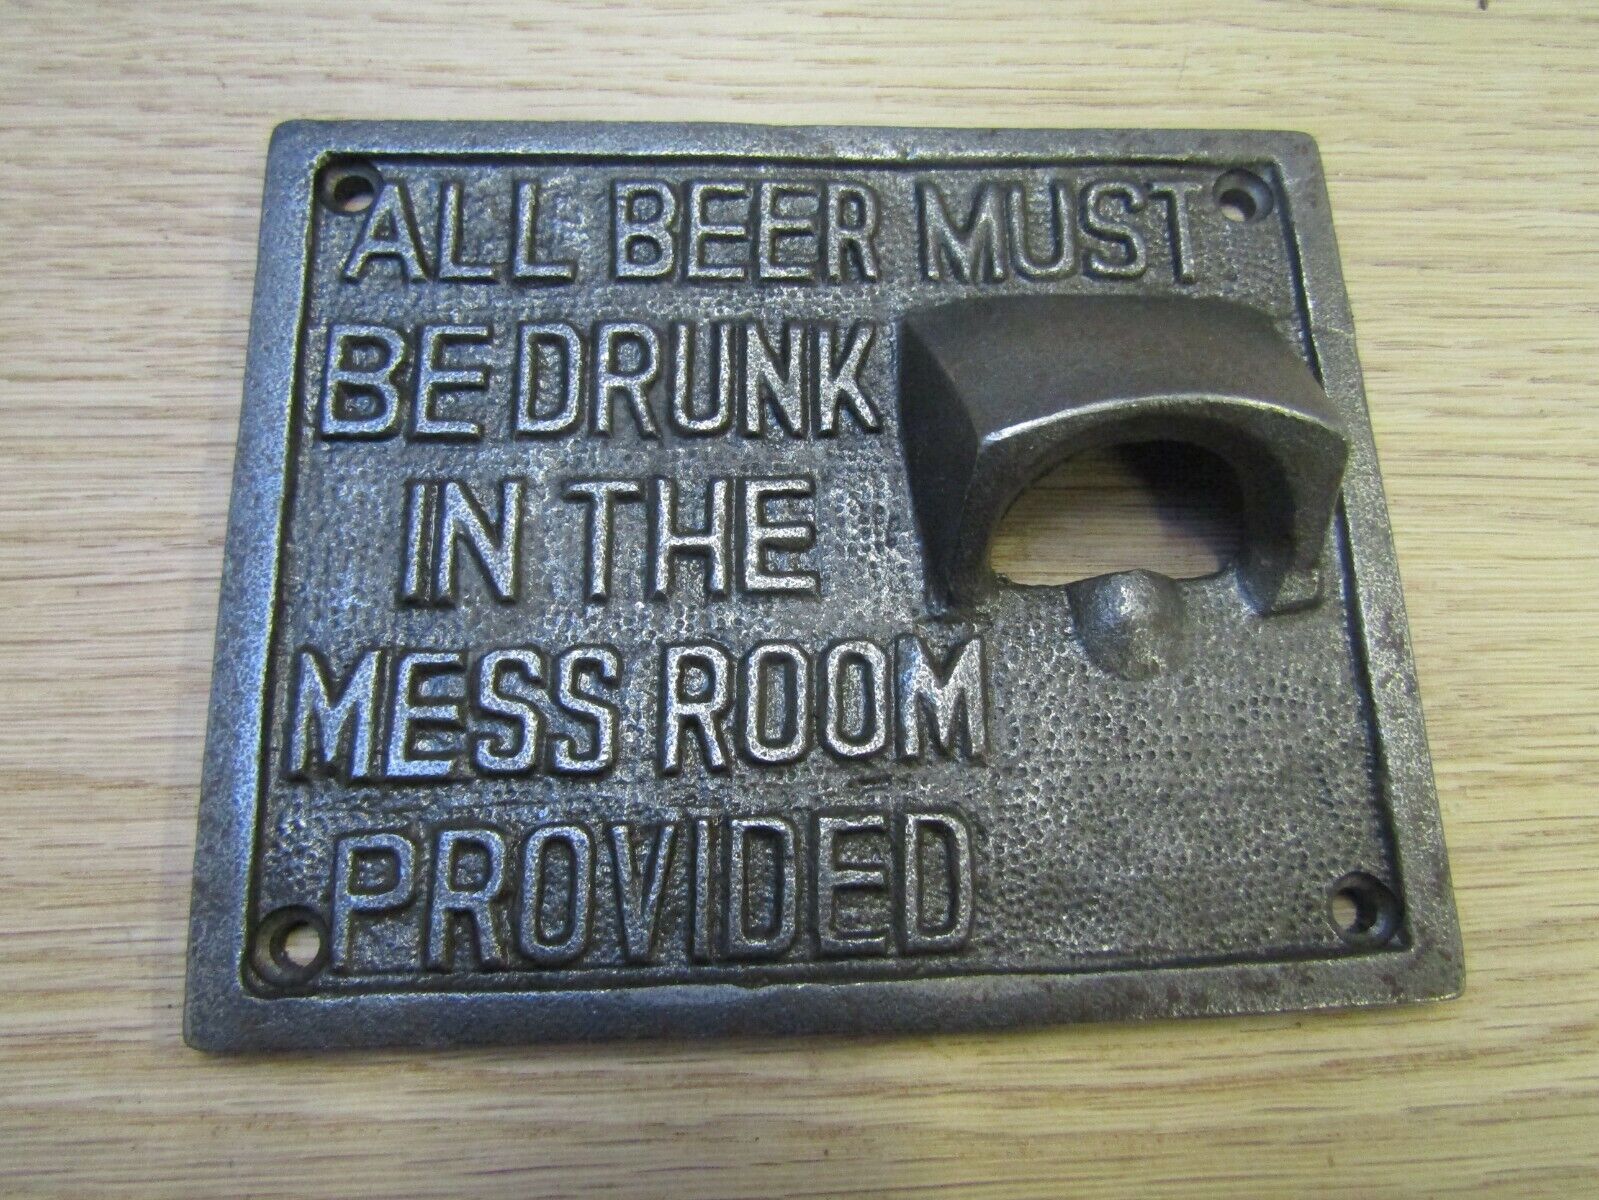 ALL BEER MUST
BE DRUNK
IN THE
MESS ROOM
PROVIDED